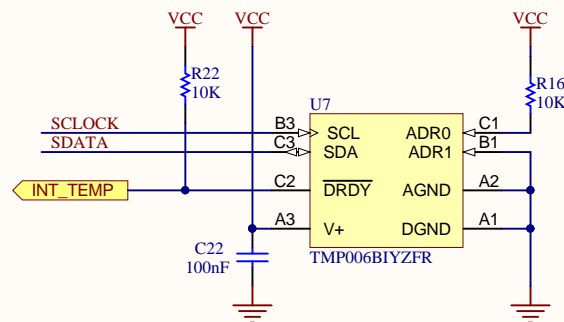 VCC
VCC
VCC
R22
10K
R16
10K
U7
SCLOCK
B3
SCL
ADR0
C1
SDATA
C3
SDA
ADR1
B1
INT_TEMP
C2
DRDY
AGND
A2
A3
V+
DGND
A1
C22
100nF
TMP006BIYZFR